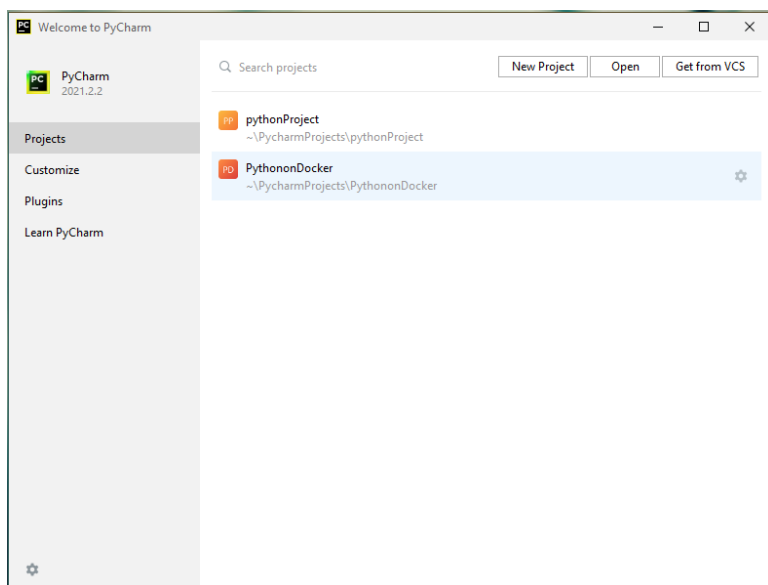 Welcome to PyCharm
PyCharm
2021.2.2
Projects
Customize
Plugins
Learn PyCharm
Search projects
New Project
Open
Get from VCS
PP
pythonProject
~\PycharmProjects\pythonProject
PD
PythononDocker
~\PycharmProjects\PythononDocker